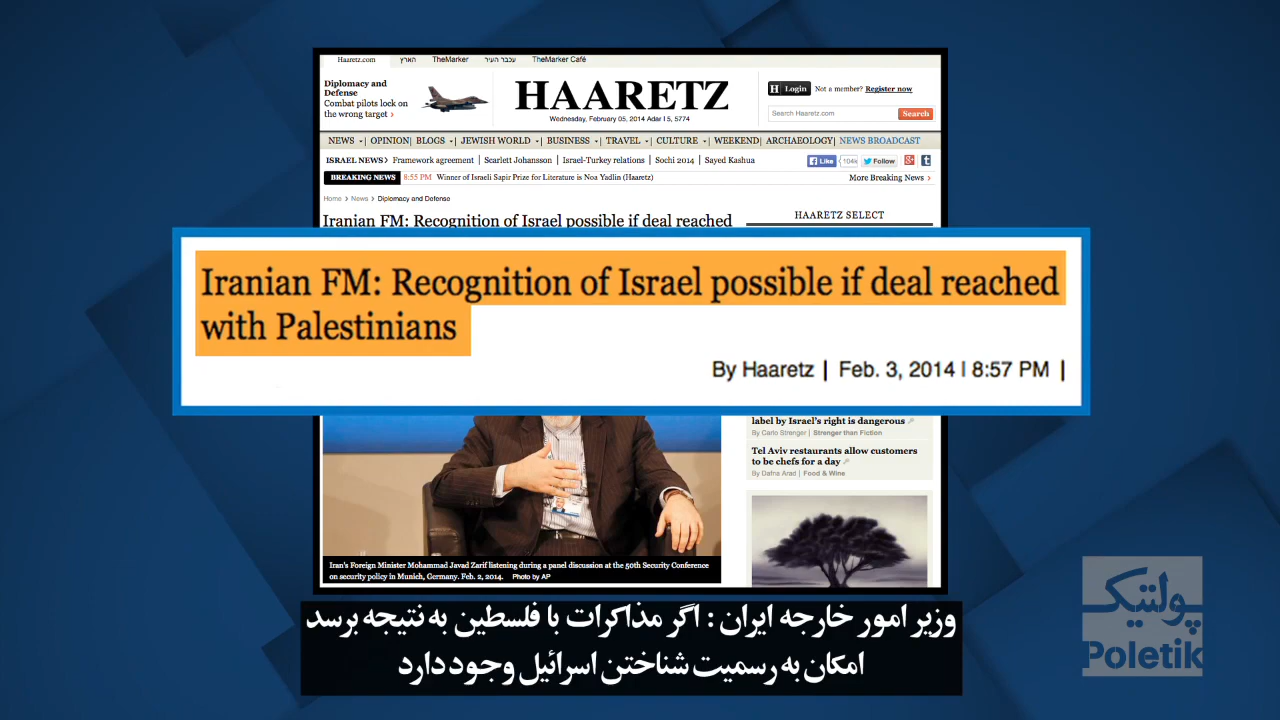 Haaretz.com הארץ TheMarker עכבר העיר TheMarker Café
Diplomacy and
Defense
Combat pilots lock on
the wrong target ›
HAARETZ
Wednesday, February 05, 2014 Adar I 5, 5774
H Login Not a member? Register now
Search Haaretz.com Search
NEWS | OPINION| BLOGS | JEWISH WORLD | BUSINESS | TRAVEL | CULTURE | WEEKEND| ARCHAEOLOGY| NEWS BROADCAST
ISRAEL NEWS › Framework agreement | Scarlett Johansson | Israel-Turkey relations | Sochi 2014 | Sayed Kashua
Like 104k Follow
BREAKING NEWS 8:55 PM Winner of Israeli Sapir Prize for Literature is Noa Yadlin (Haaretz) More Breaking News ›
Home > News > Diplomacy and Defense
Iranian FM: Recognition of Israel possible if deal reached
HAARETZ SELECT
Iranian FM: Recognition of Israel possible if deal reached
with Palestinians
By Haaretz | Feb. 3, 2014 | 8:57 PM |
label by Israel's right is dangerous
By Carlo Strenger | Stronger than Fiction
Tel Aviv restaurants allow customers
to be chefs for a day
By Dafna Arad | Food & Wine
Iran's Foreign Minister Mohammad Javad Zarif listening during a panel discussion at the 50th Security Conference
on security policy in Munich, Germany. Feb. 2, 2014. Photo by AP
وزیر امور خارجه ایران : اگر مذاکرات با فلسطین به نتیجه برسد
امکان به رسمیت شناختن اسرائیل وجود دارد
پولتیک
Poletik